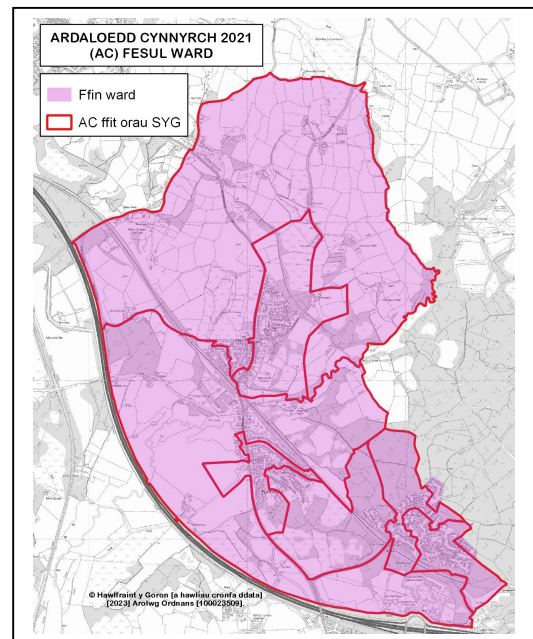 ARDALOEDD CYNNYRCH 2021
(AC) FESUL WARD
Ffin ward
AC ffit orau SYG
© Hawlfraint y Goron [a hawliau cronfa ddata]
[2023] Arolwg Ordnans [100023509].